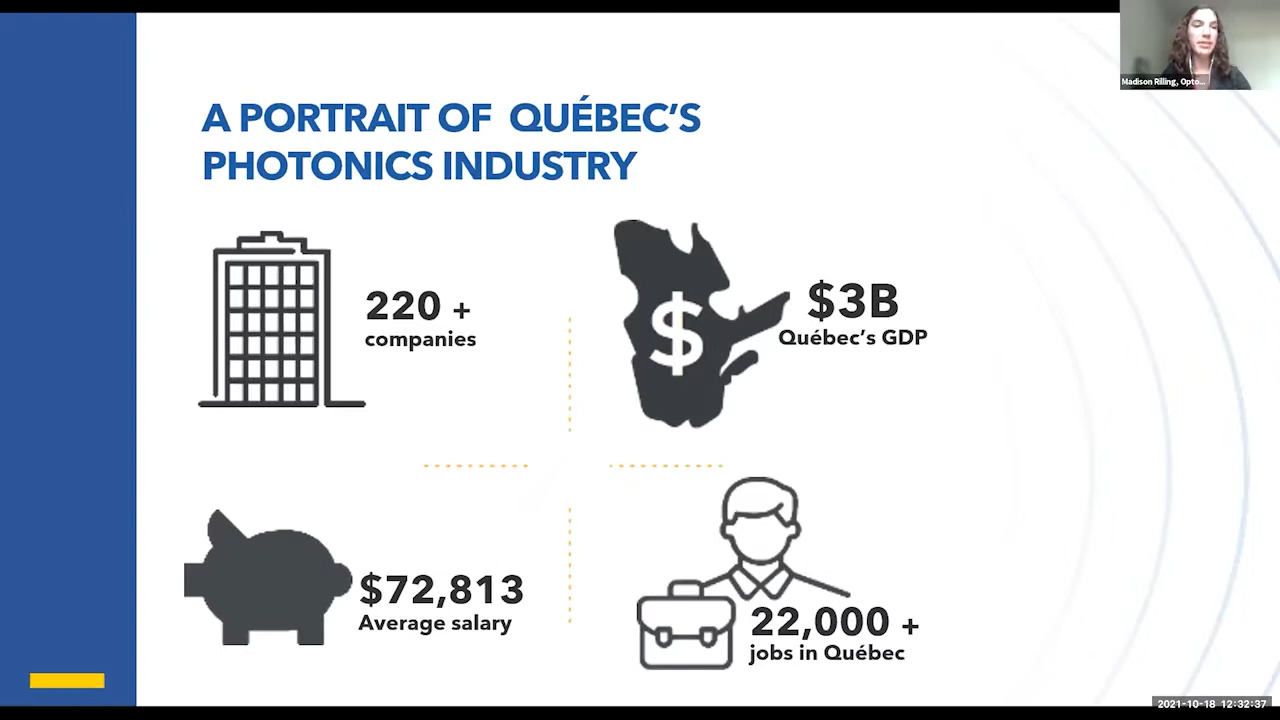 Madison Rilling, Opto...
A PORTRAIT OF QUÉBEC'S
PHOTONICS INDUSTRY
220 +
companies
$
$3B
Québec's GDP
$72,813
Average salary
22,000 +
jobs in Québec
2021-10-18 12:32:37